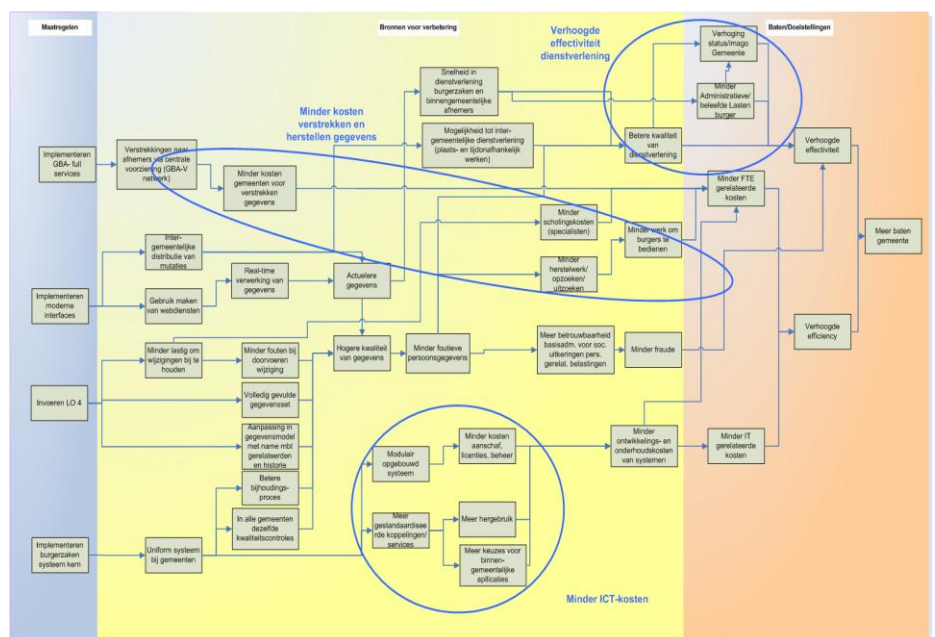 Maatregelen
Bronnen voor verbetering
Baten/Doelstellingen
Verhoogde
effectiviteit
dienstverlening
Verhoging
status/imago
Gemeente
Snelheid in
dienstverlening
burgerzaken en
binnengemeentelijke
afnemers
Minder
Administratieve/
beleefde Lasten
burger
Minder kosten
verstrekken en
herstellen gegevens
Mogelijkheid tot inter-
gemeentelijke dienstverlening
(plaats- en tijdonafhankelijk
werken)
Betere kwaliteit
van
dienstverlening
Verhoogde
effectiviteit
Implementeren
GBA- full
services
Verstrekkingen naar
afnemers via centrale
voorziening (GBA-V
netwerk)
Minder kosten
gemeenten voor
verstrekken
gegevens
Minder FTE
gerelateerde
kosten
Minder
scholingskosten
(specialisten)
Minder werk om
burgers te
bedienen
Meer baten
gemeente
Inter-
gemeentelijke
distributie van
mutaties
Real-time
verwerking van
gegevens
Actuelere
gegevens
Minder
herstelwerk/
opzoeken/
uitzoeken
Implementeren
moderne
interfaces
Gebruik maken
van webdiensten
Verhoogde
efficiency
Minder lastig om
wijzigingen bij te
houden
Minder fouten bij
doorvoeren
wijziging
Hogere kwaliteit
van gegevens
Minder foutieve
persoonsgegevens
Meer betrouwbaarheid
basisadm. voor soc.
uitkeringen pers.
gerelat. belastingen
Minder fraude
Invoeren LO 4
Volledig gevulde
gegevensset
Aanpassing in
gegevensmodel
met name mbt
gerelateerden
en historie
Minder
ontwikkelings- en
onderhoudskosten
van systemen
Minder IT
gerelateerde
kosten
Modulair
opgebouwd
systeem
Minder kosten
aanschaf,
licenties, beheer
Betere
bijhoudings-
proces
In alle gemeenten
dezelfde
kwaliteitscontroles
Meer
gestandaardisee
rde koppelingen/
services
Meer hergebruik
Implementeren
burgerzaken
systeem kern
Uniform systeem
bij gemeenten
Meer keuzes voor
binnen-
gemeentelijke
apllicaties
Minder ICT-kosten